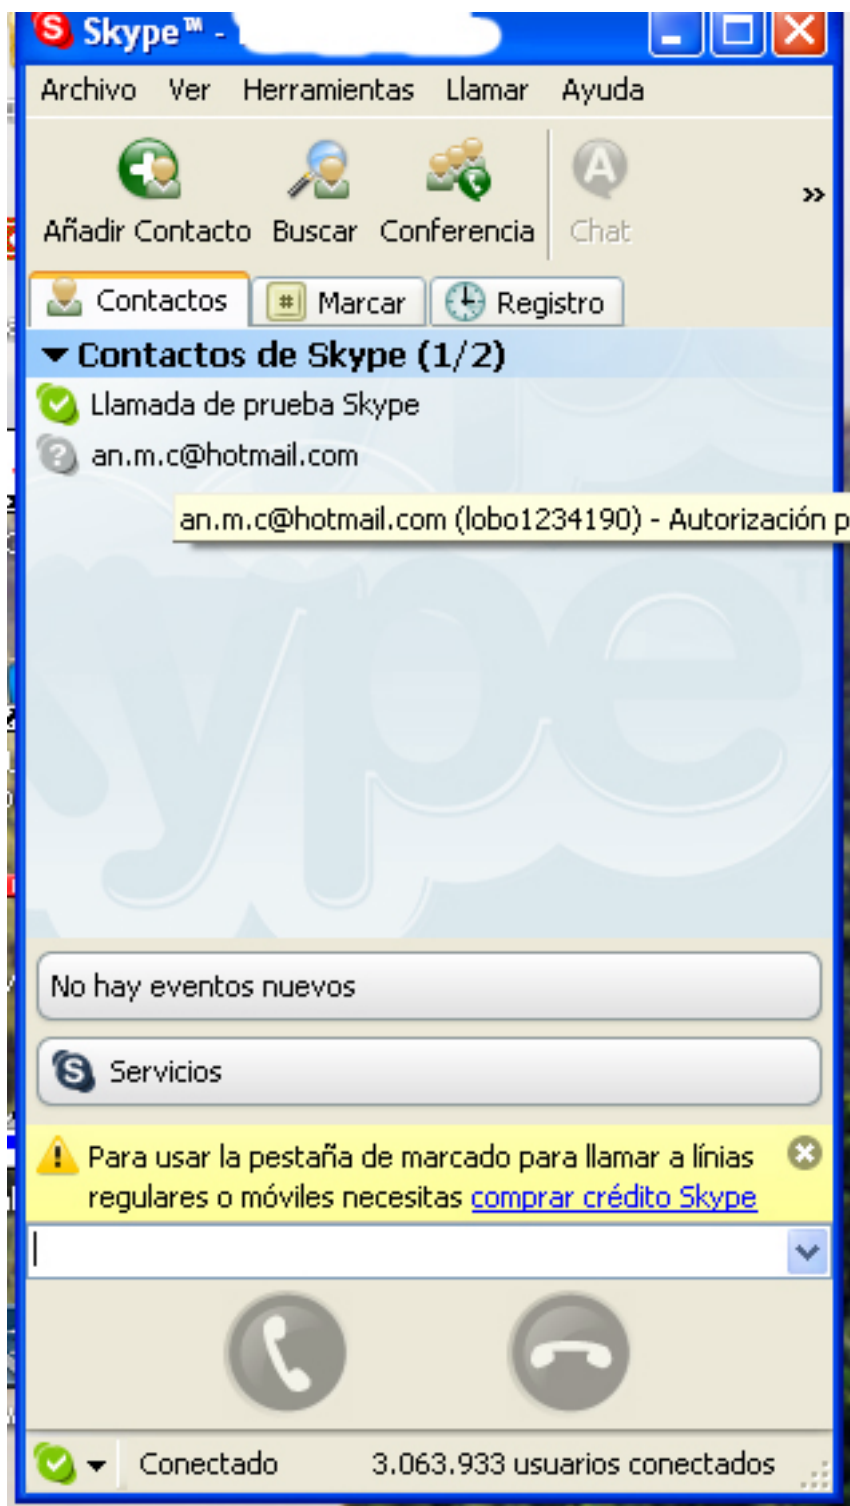 Skype™ -
Archivo Ver Herramientas Llamar Ayuda
Añadir Contacto Buscar Conferencia Chat
Contactos Marcar Registro
Contactos de Skype (1/2)
Llamada de prueba Skype
an.m.c@hotmail.com
an.m.c@hotmail.com (lobo1234190) - Autorización p
No hay eventos nuevos
Servicios
Para usar la pestaña de marcado para llamar a línias
regulares o móviles necesitas comprar crédito Skype
Conectado 3.063.933 usuarios conectados